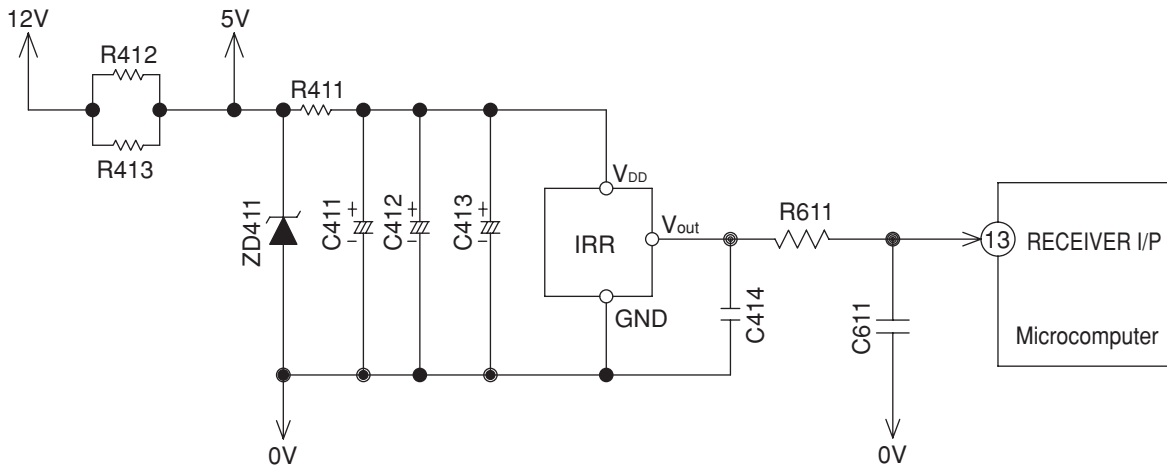 12V
5V
R412
R411
R413
ZD411
C411
+
–
C412
+
–
C413
+
–
VDD
IRR
Vout
GND
C414
R611
C611
13
RECEIVER I/P
Microcomputer
0V
0V